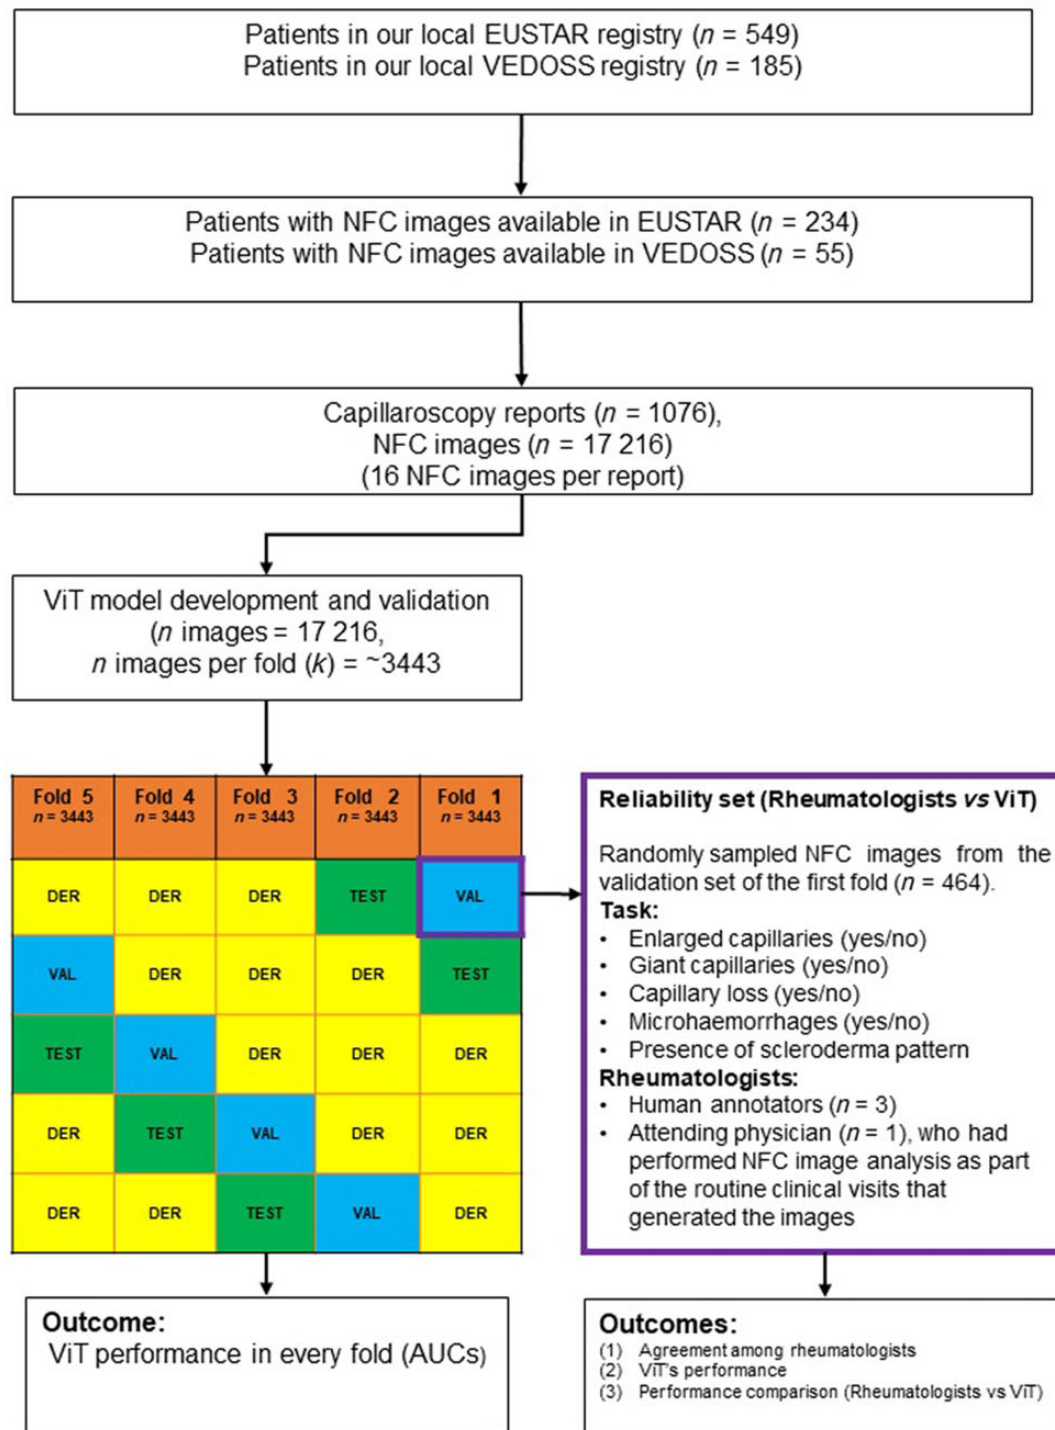 Patients in our local EUSTAR registry (n = 549)
Patients in our local VEDOSS registry (n = 185)
Patients with NFC images available in EUSTAR (n = 234)
Patients with NFC images available in VEDOSS (n = 55)
Capillaroscopy reports (n = 1076),
NFC images (n = 17 216)
(16 NFC images per report)
ViT model development and validation
(n images = 17 216,
n images per fold (k) = ~3443
Fold 5 Fold 4 Fold 3 Fold 2 Fold 1
n = 3443 n = 3443 n = 3443 n = 3443 n = 3443
DER DER DER TEST VAL
VAL DER DER DER TEST
TEST VAL DER DER DER
DER TEST VAL DER DER
DER DER TEST VAL DER
Reliability set (Rheumatologists vs ViT)
Randomly sampled NFC images from the
validation set of the first fold (n = 464).
Task:
• Enlarged capillaries (yes/no)
• Giant capillaries (yes/no)
• Capillary loss (yes/no)
• Microhaemorrhages (yes/no)
• Presence of scleroderma pattern
Rheumatologists:
• Human annotators (n = 3)
• Attending physician (n = 1), who had
performed NFC image analysis as part
of the routine clinical visits that
generated the images
Outcome:
ViT performance in every fold (AUCs)
Outcomes:
(1) Agreement among rheumatologists
(2) ViT's performance
(3) Performance comparison (Rheumatologists vs ViT)